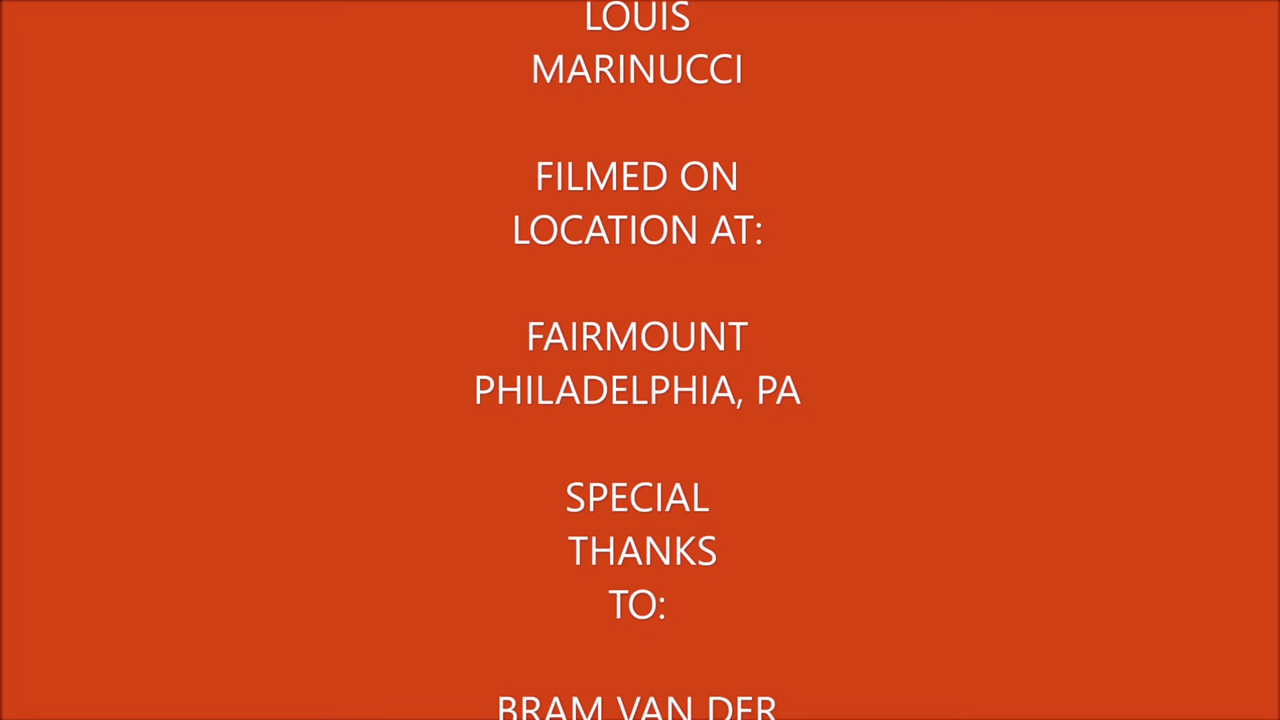 LOUIS
MARINUCCI
FILMED ON
LOCATION AT:
FAIRMOUNT
PHILADELPHIA, PA
SPECIAL
THANKS
TO:
BRAM VAN DER